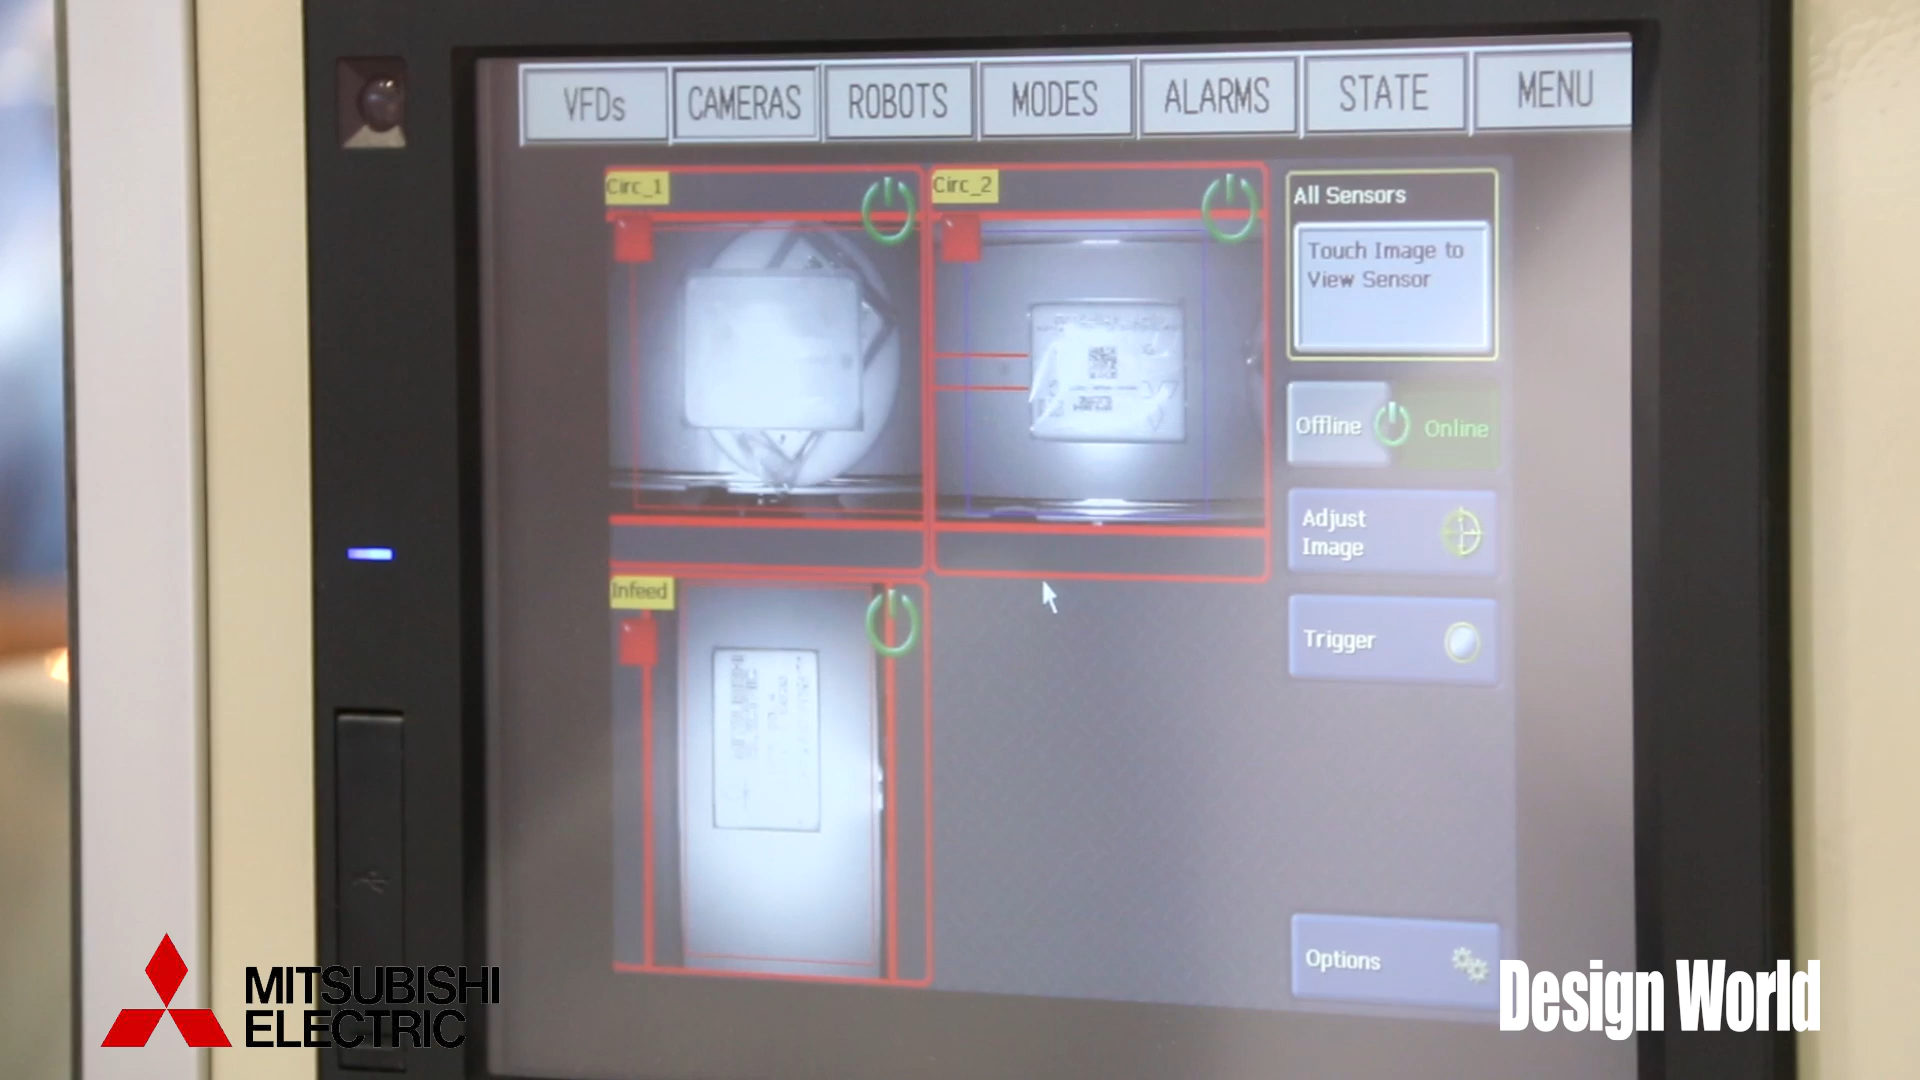 VFDs
CAMERAS
ROBOTS
MODES
ALARMS
STATE
MENU
Circ_1
Circ_2
All Sensors
Touch Image to
View Sensor
Offline
Online
Adjust
Image
Infeed
Trigger
Options
MITSUBISHI
ELECTRIC
Design World